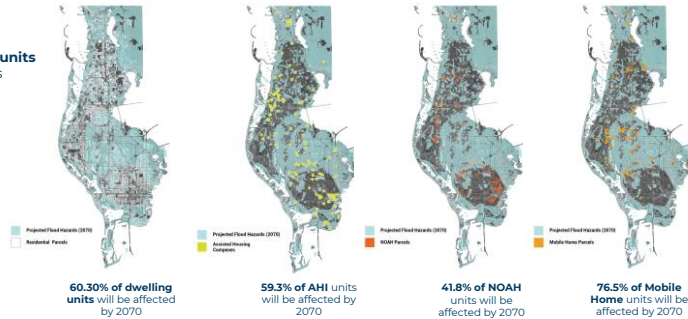 units
s
Projected Flood Hazards (2070)
Residential Parcels
Projected Flood Hazards (2070)
Assisted Housing
Composes
Projected Flood Hazards (2070)
NOAH Parcels
Projected Flood Hazards (2070)
Mobile Home Parcels
60.30% of dwelling
units will be affected
by 2070
59.3% of AHI units
will be affected by
2070
41.8% of NOAH
units will be
affected by 2070
76.5% of Mobile
Home units will be
affected by 2070